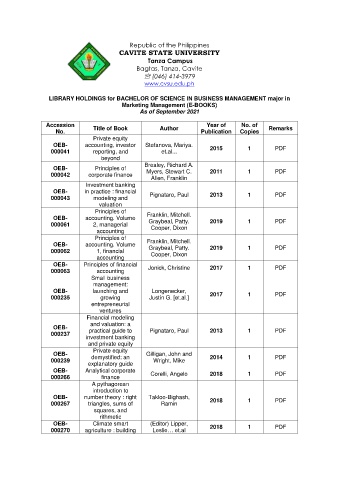 Republic of the Philippines
CAVITE STATE UNIVERSITY
Tanza Campus
Bagtas, Tanza, Cavite
☎ (046) 414-3979
www.cvsu.edu.ph
LIBRARY HOLDINGS for BACHELOR OF SCIENCE IN BUSINESS MANAGEMENT major in
Marketing Management (E-BOOKS)
As of September 2021
Accession No. Title of Book Author Year of Publication No. of Copies Remarks
OEB-000041 Private equity accounting, investor reporting, and beyond Stefanova, Mariya. et.al... 2015 1 PDF
OEB-000042 Principles of corporate finance Brealey, Richard A. Myers, Stewart C. Allen, Franklin 2011 1 PDF
OEB-000043 Investment banking in practice : financial modeling and valuation Pignataro, Paul 2013 1 PDF
OEB-000061 Principles of accounting. Volume 2, managerial accounting Franklin, Mitchell. Graybeal, Patty. Cooper, Dixon 2019 1 PDF
OEB-000062 Principles of accounting. Volume 1, financial accounting Franklin, Mitchell. Graybeal, Patty. Cooper, Dixon 2019 1 PDF
OEB-000063 Principles of financial accounting Jonick, Christine 2017 1 PDF
OEB-000235 Small business management: launching and growing entrepreneurial ventures Longenecker, Justin G. [et.al.] 2017 1 PDF
OEB-000237 Financial modeling and valuation: a practical guide to investment banking and private equity Pignataro, Paul 2013 1 PDF
OEB-000239 Private equity demystified: an explanatory guide Gilligan, John and Wright, Mike 2014 1 PDF
OEB-000266 Analytical corporate finance Corelli, Angelo 2018 1 PDF
OEB-000267 A pythagorean introduction to number theory : right triangles, sums of squares, and rithmetic Takloo-Bighash, Ramin 2018 1 PDF
OEB-000270 Climate smart agriculture : building (Editor) Lipper, Leslie... et.al 2018 1 PDF